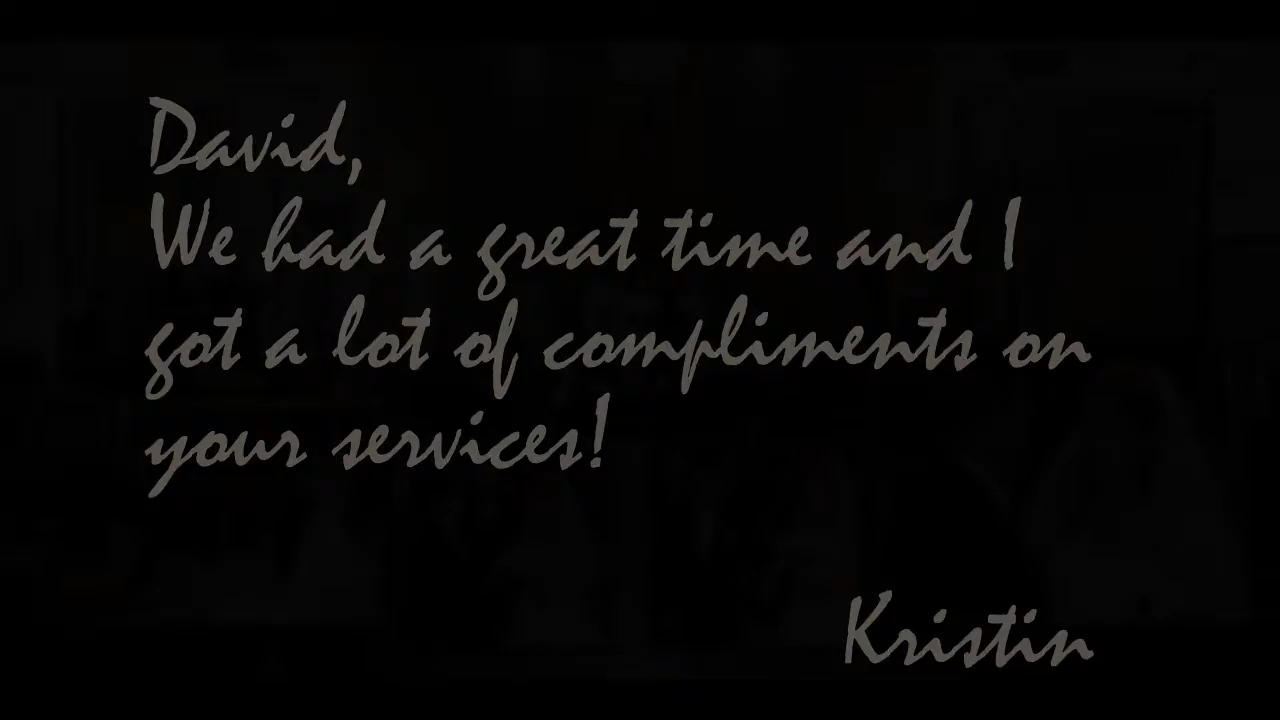 David,
We had a great time and I
got a lot of compliments on
your services!
Kristin